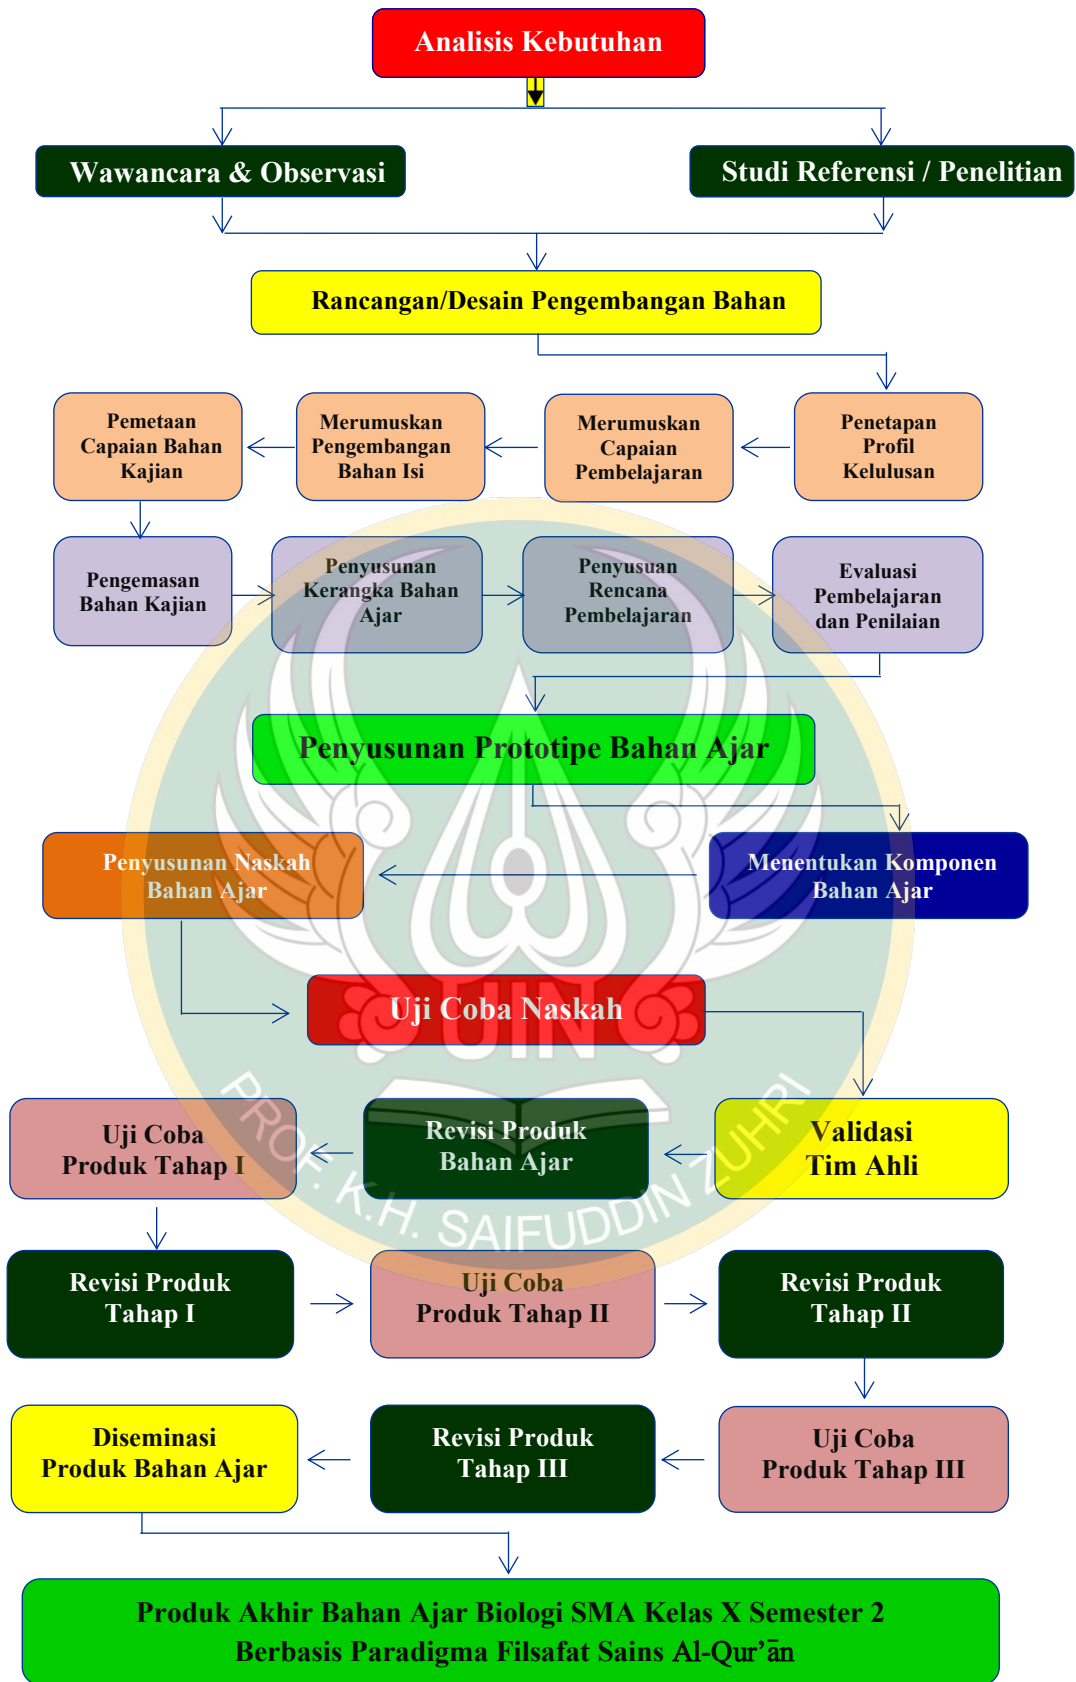 Analisis Kebutuhan
Wawancara & Observasi
Studi Referensi / Penelitian
Rancangan/Desain Pengembangan Bahan
Pemetaan
Capaian Bahan
Kajian
Merumuskan
Pengembangan
Bahan Isi
Merumuskan
Capaian
Pembelajaran
Penetapan
Profil
Kelulusan
Pengemasan
Bahan Kajian
Penyusunan
Kerangka Bahan
Ajar
Penyusuan
Rencana
Pembelajaran
Evaluasi
Pembelajaran
dan Penilaian
Penyusunan Prototipe Bahan Ajar
Penyusunan Naskah
Bahan Ajar
Menentukan Komponen
Bahan Ajar
Uji Coba Naskah
UIN
Uji Coba
Produk Tahap I
Revisi Produk
Bahan Ajar
Validasi
Tim Ahli
PROF. K.H. SAIFUDDIN ZUHRI
Revisi Produk
Tahap I
Uji Coba
Produk Tahap II
Revisi Produk
Tahap II
Diseminasi
Produk Bahan Ajar
Revisi Produk
Tahap III
Uji Coba
Produk Tahap III
Produk Akhir Bahan Ajar Biologi SMA Kelas X Semester 2
Berbasis Paradigma Filsafat Sains Al-Qur’ān